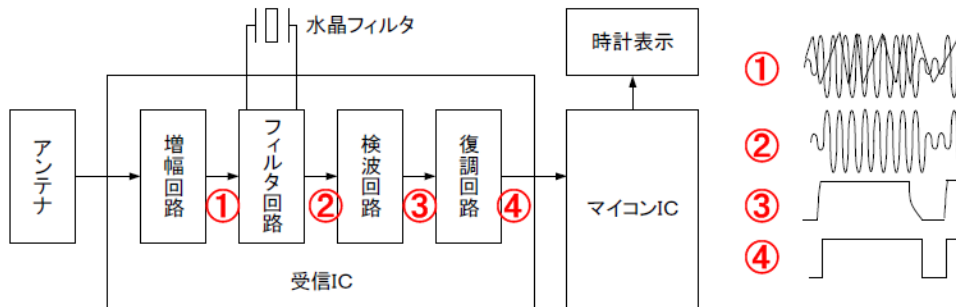 水晶フィルタ
時計表示
アンテナ
増幅回路
①
フィルタ回路
②
検波回路
③
復調回路
④
マイコンIC
受信IC
①
②
③
④